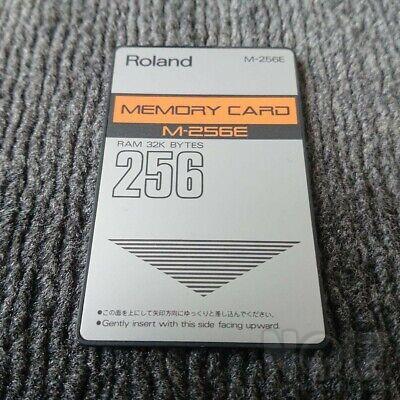 Roland M-256E
MEMORY CARD
M-256E
RAM 32K BYTES
256
●この面を上にして矢印方向にゆっくりと差し込んでください。
●Gently insert with this side facing upward.